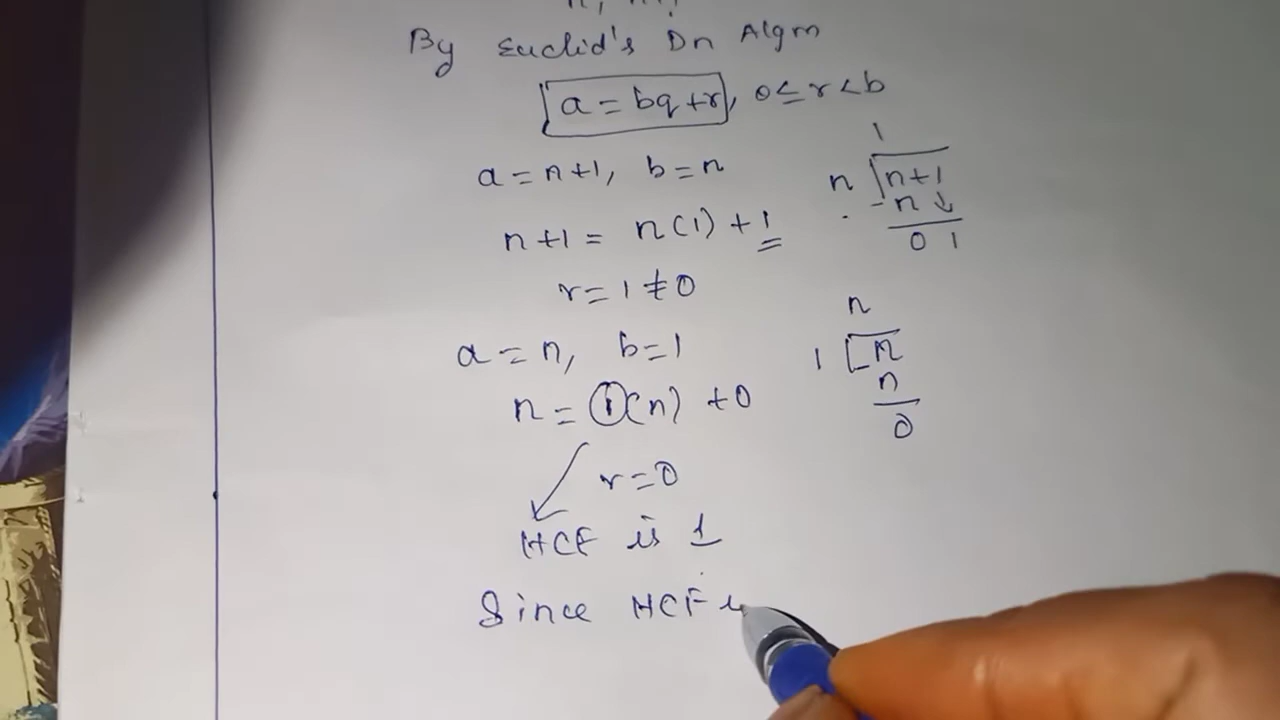 n, n+1
By Euclid's Dn Algm
a = bq + r, 0 ≤ r < b
a = n+1, b = n
n+1 = n(1) + 1
r = 1 ≠ 0
a = n, b = 1
n = 1(n) + 0
r = 0
HCF is 1
Since HCF
1
n n+1
- n ↓
0 1
n
1 n
- n
0